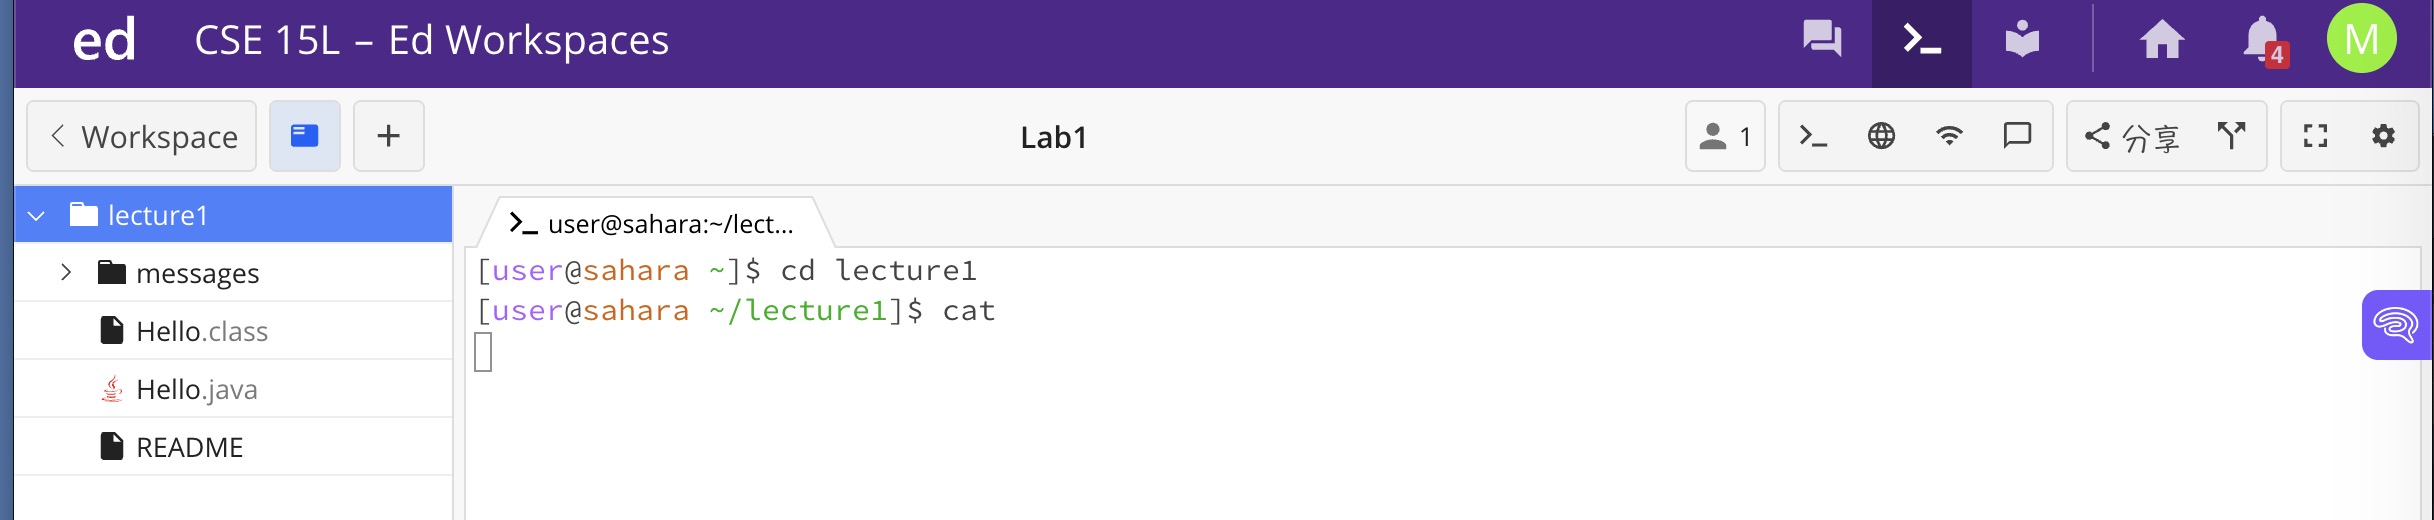 ed CSE 15L – Ed Workspaces 4 M
Workspace + Lab1 1 分享
lecture1
messages
Hello.class
Hello.java
README
user@sahara:~/lect...
[user@sahara ~]$ cd lecture1
[user@sahara ~/lecture1]$ cat